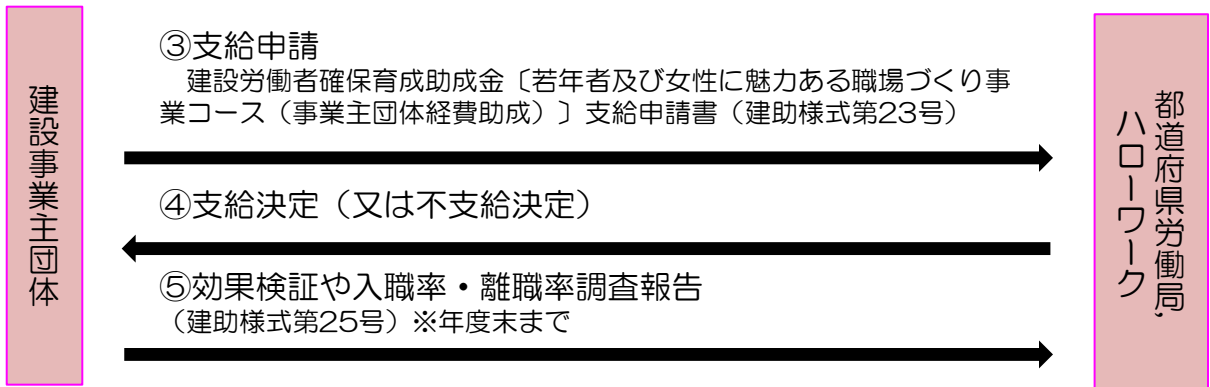 建設事業主団体
③支給申請
建設労働者確保育成助成金〔若年者及び女性に魅力ある職場づくり事
業コース（事業主団体経費助成）〕支給申請書（建助様式第23号）
④支給決定（又は不支給決定）
⑤効果検証や入職率・離職率調査報告
（建助様式第25号）※年度末まで
都道府県労働局,
ハローワーク